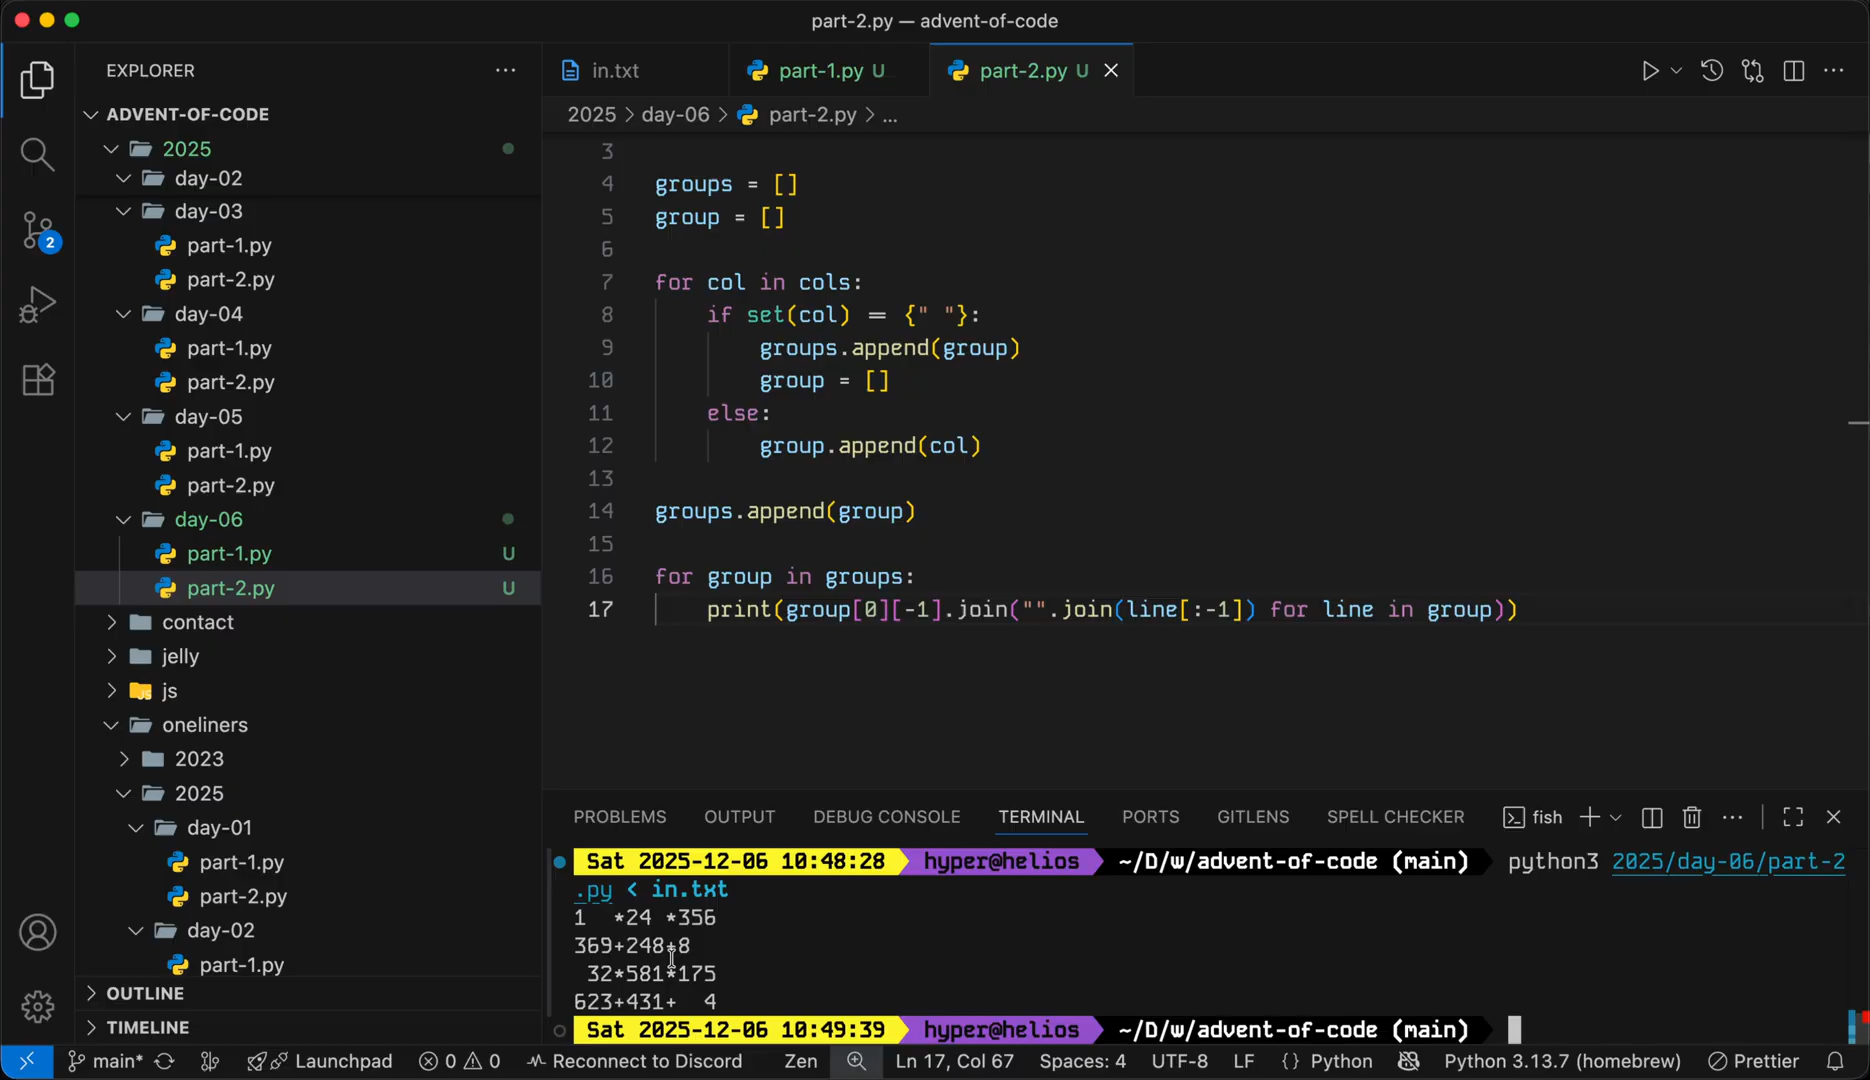 part-2.py — advent-of-code
EXPLORER
in.txt
part-1.py U
part-2.py U
2025 > day-06 > part-2.py > ...
ADVENT-OF-CODE
2025
day-02
day-03
part-1.py
part-2.py
day-04
part-1.py
part-2.py
day-05
part-1.py
part-2.py
day-06
part-1.py U
part-2.py U
contact
jelly
js
oneliners
2023
2025
day-01
part-1.py
part-2.py
day-02
part-1.py
OUTLINE
TIMELINE
3
4 groups = []
5 group = []
6
7 for col in cols:
8 if set(col) == {" "}:
9 groups.append(group)
10 group = []
11 else:
12 group.append(col)
13
14 groups.append(group)
15
16 for group in groups:
17 print(group[0][-1].join("".join(line[:-1]) for line in group))
PROBLEMS OUTPUT DEBUG CONSOLE TERMINAL PORTS GITLENS SPELL CHECKER fish
Sat 2025-12-06 10:48:28 hyper@helios ~/D/w/advent-of-code (main) python3 2025/day-06/part-2
.py < in.txt
1  *24 *356
369+248+8
 32*581*175
623+431+  4
Sat 2025-12-06 10:49:39 hyper@helios ~/D/w/advent-of-code (main)
2
main* Launchpad 0 0 Reconnect to Discord Zen Ln 17, Col 67 Spaces: 4 UTF-8 LF {} Python Python 3.13.7 (homebrew) Prettier